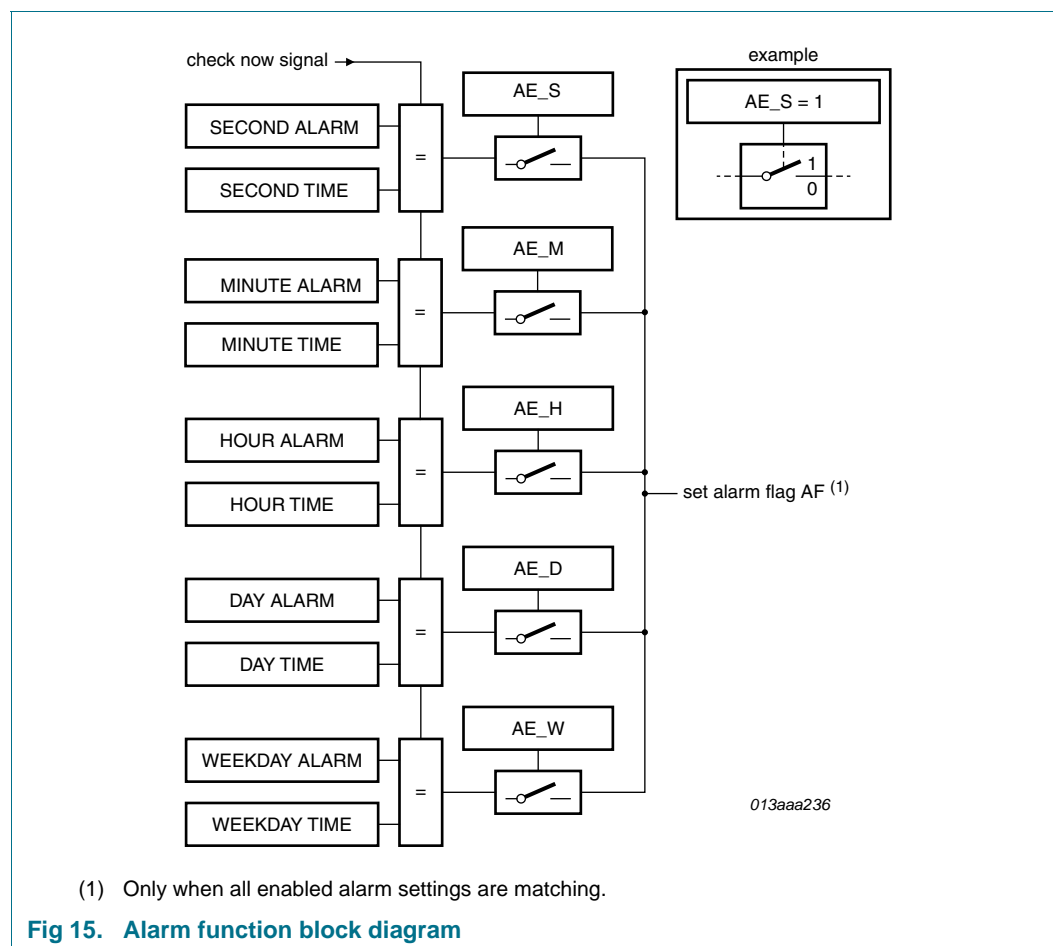 check now signal
example
AE_S
AE_S = 1
SECOND ALARM
=
1
0
SECOND TIME
AE_M
MINUTE ALARM
=
MINUTE TIME
AE_H
HOUR ALARM
=
set alarm flag AF (1)
HOUR TIME
AE_D
DAY ALARM
=
DAY TIME
AE_W
WEEKDAY ALARM
=
013aaa236
WEEKDAY TIME
(1) Only when all enabled alarm settings are matching.
Fig 15. Alarm function block diagram